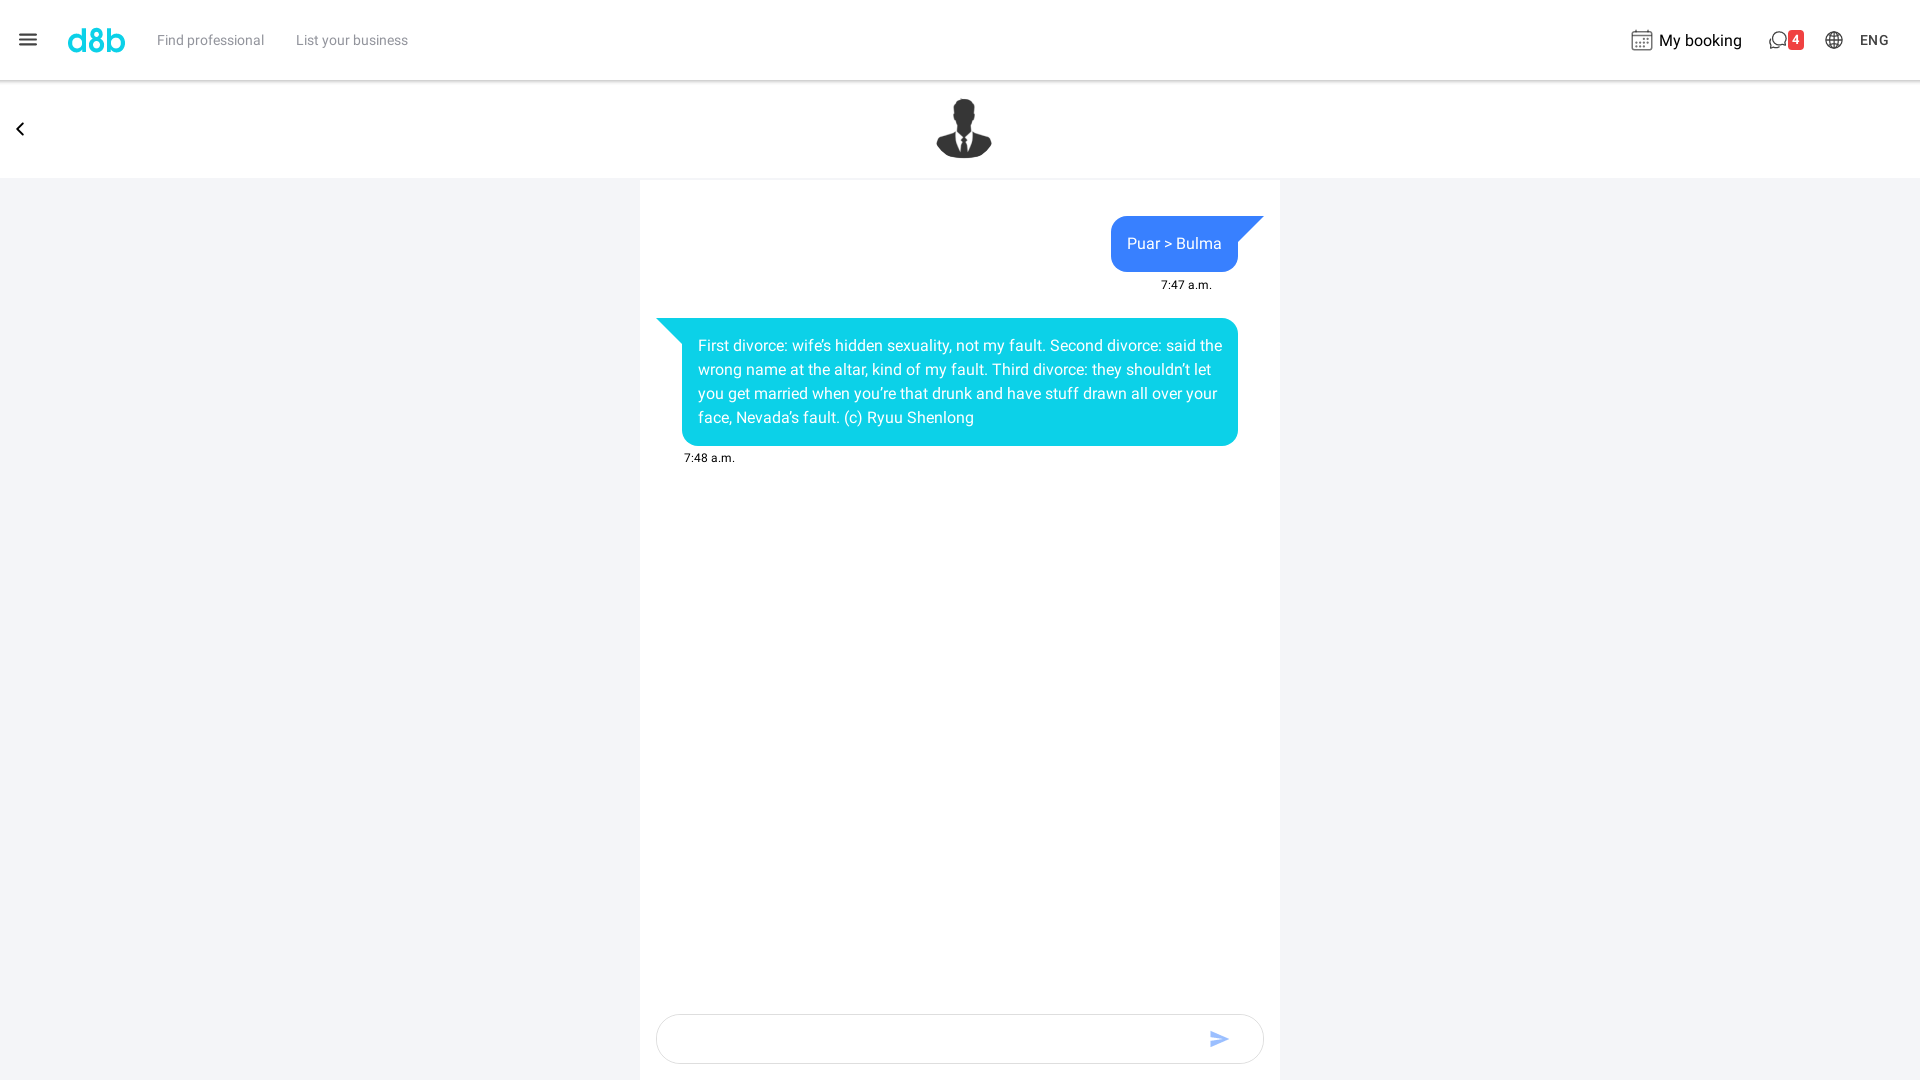 d8b
Find professional
List your business
My booking
4
ENG
Puar > Bulma
7:47 a.m.
First divorce: wife’s hidden sexuality, not my fault. Second divorce: said the
wrong name at the altar, kind of my fault. Third divorce: they shouldn’t let
you get married when you’re that drunk and have stuff drawn all over your
face, Nevada’s fault. (c) Ryuu Shenlong
7:48 a.m.